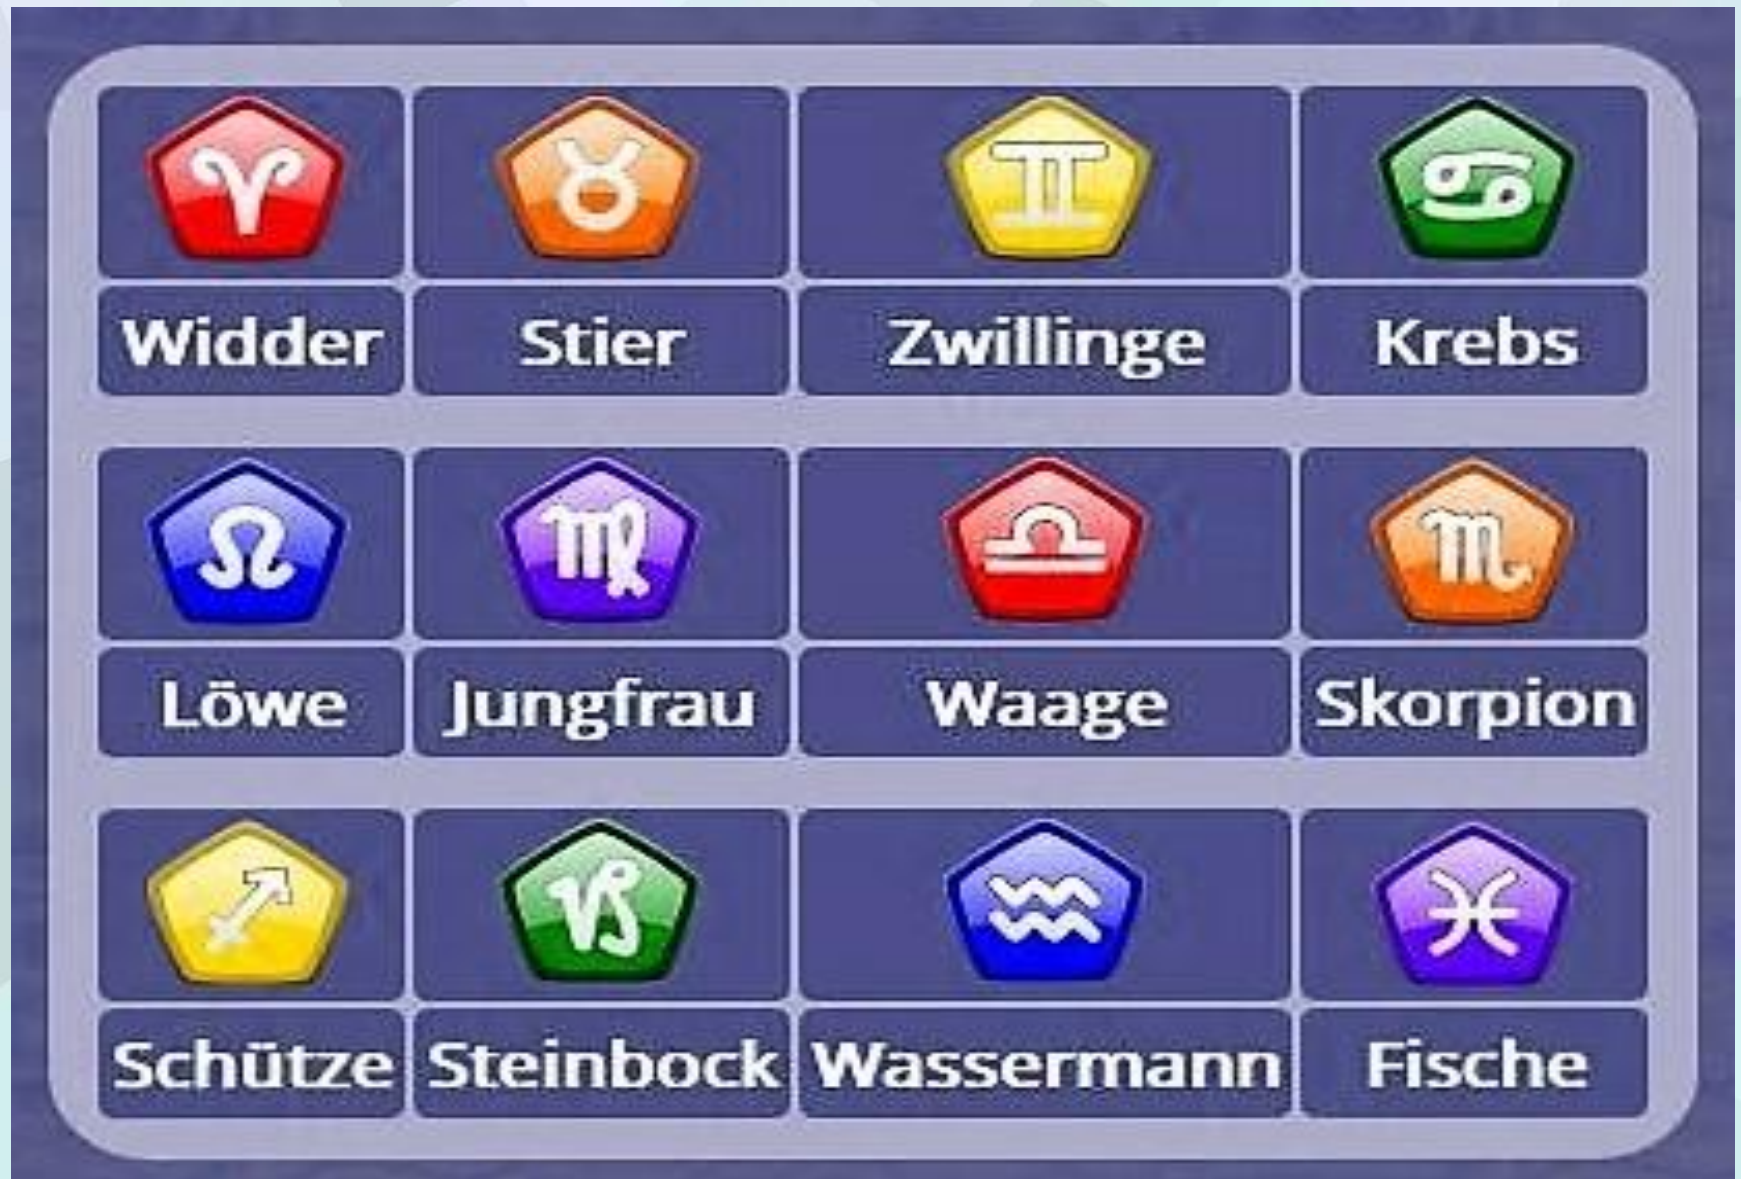 Widder Stier Zwillinge Krebs
Löwe Jungfrau Waage Skorpion
Schütze Steinbock Wassermann Fische